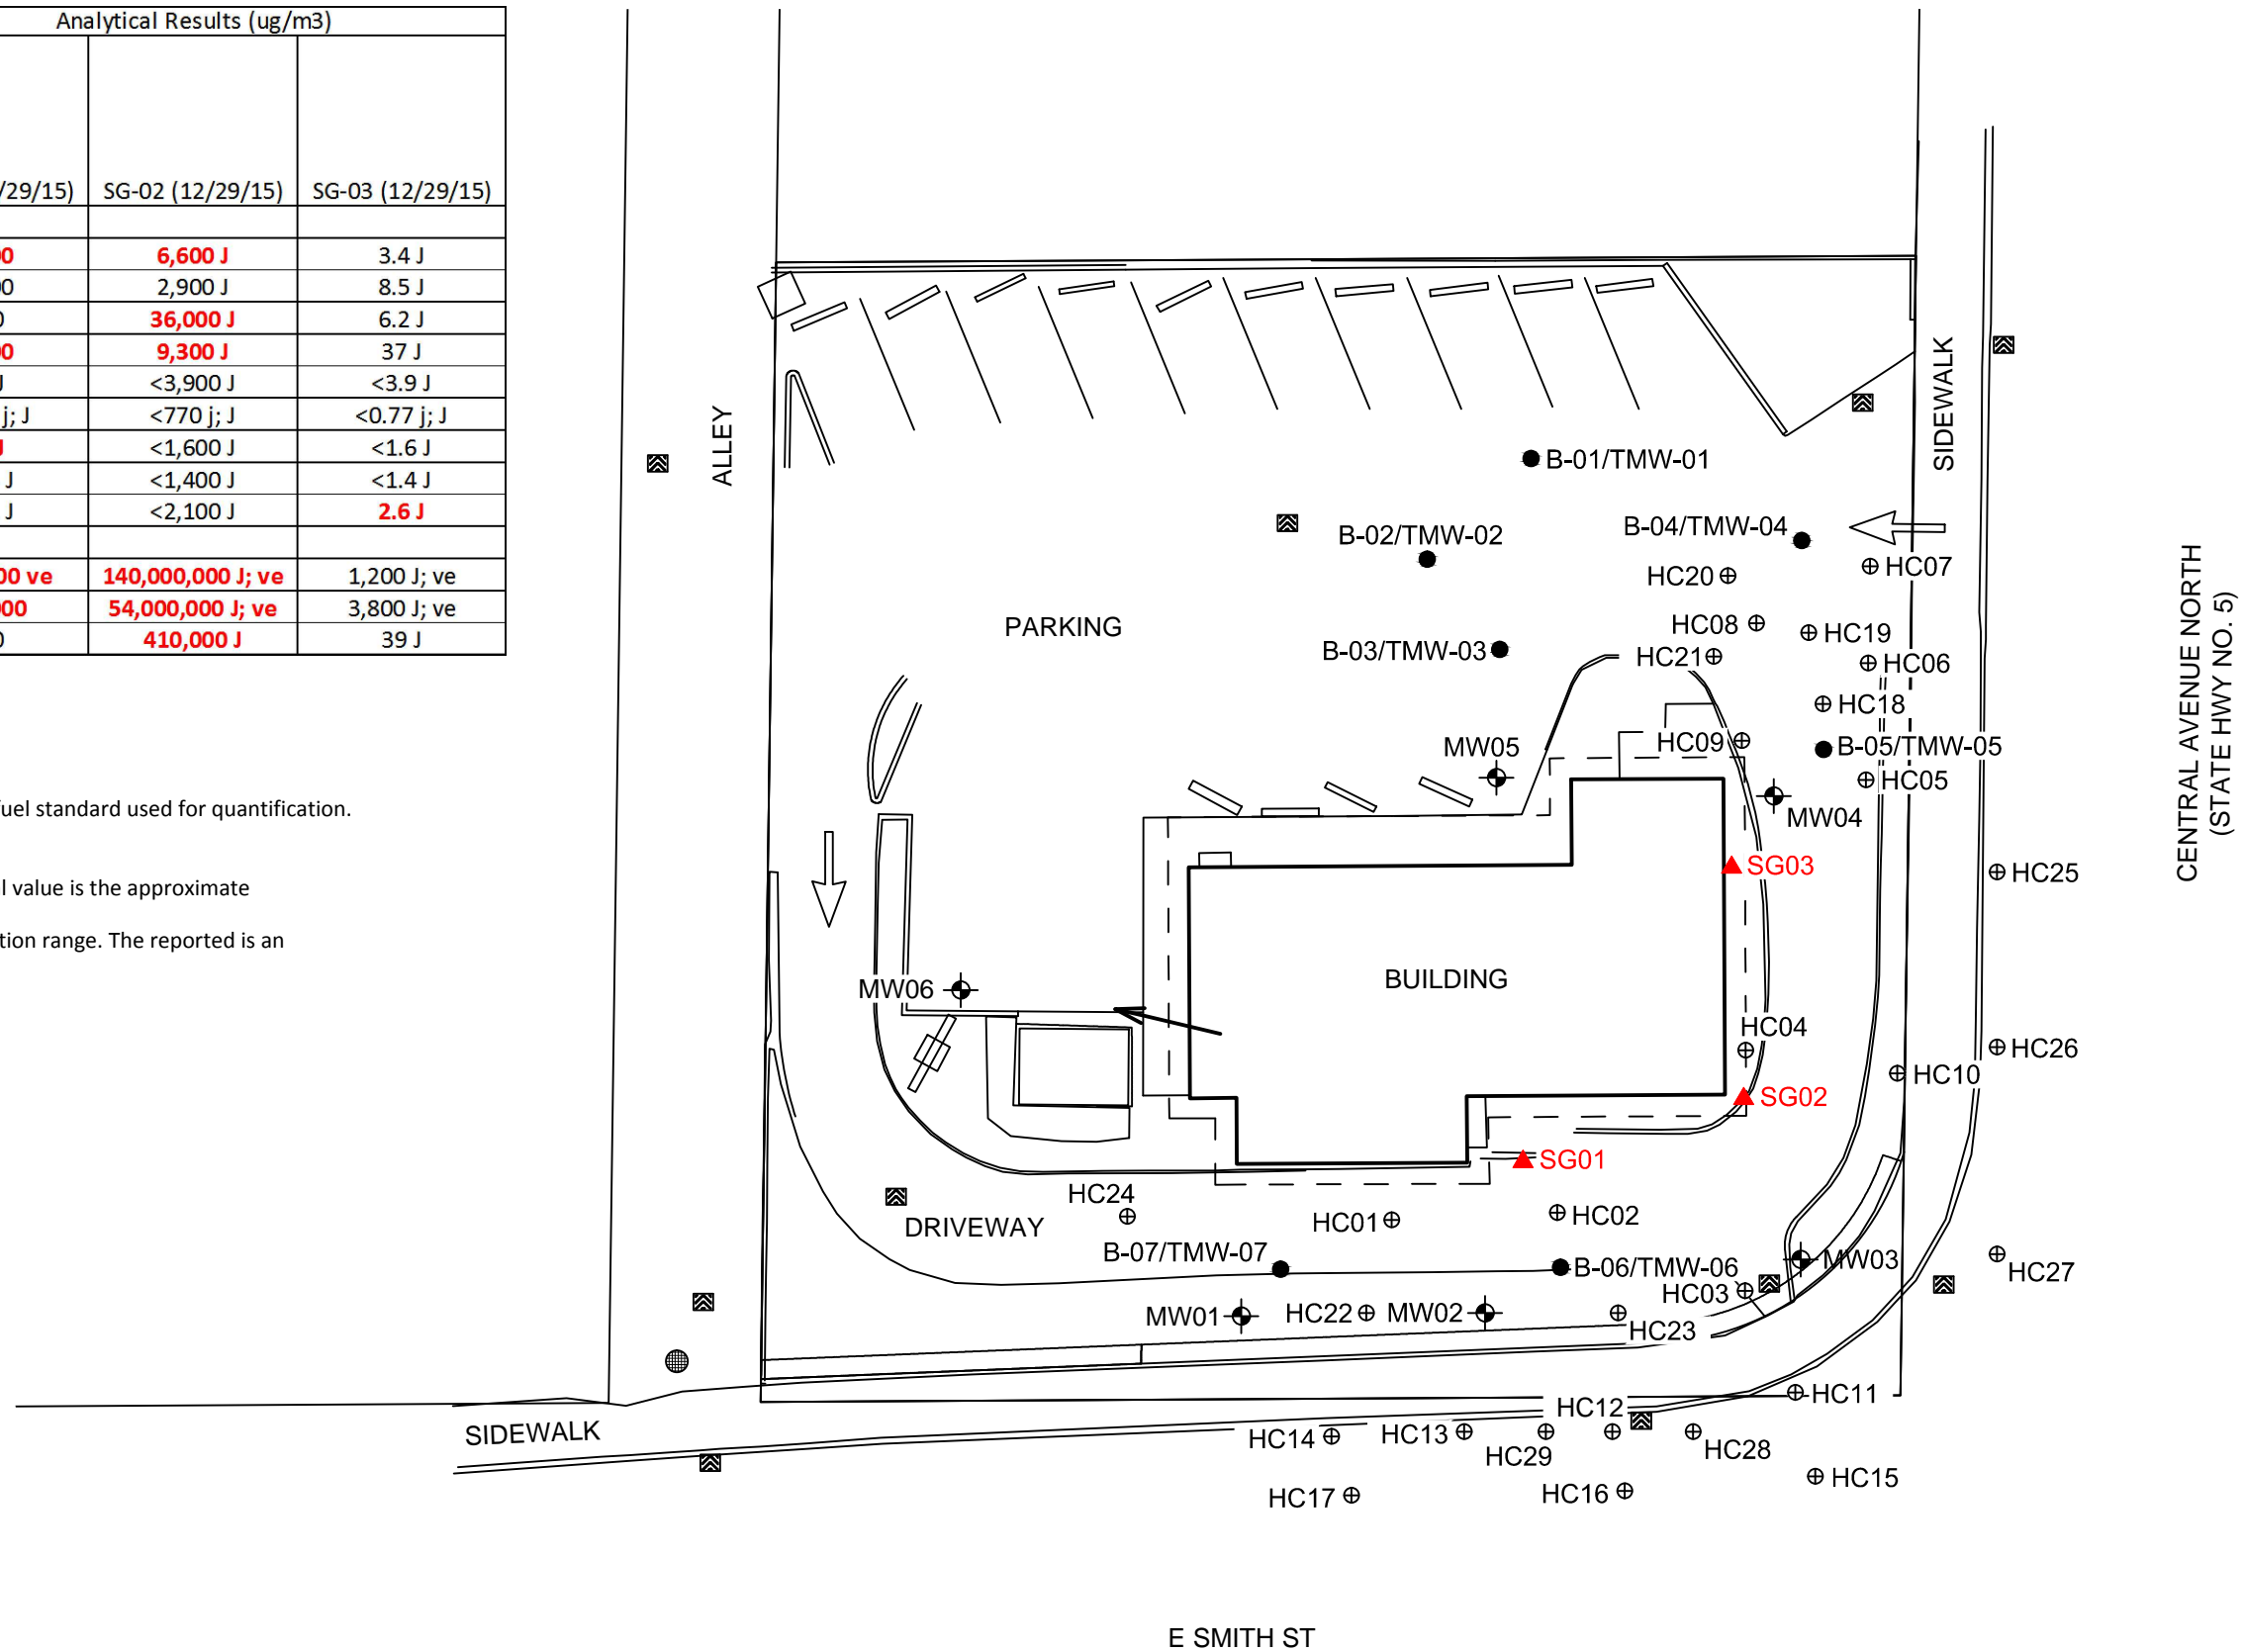 Analytical Results (ug/m3)
/29/15) SG-02 (12/29/15) SG-03 (12/29/15)
0 6,600 J 3.4 J
0 2,900 J 8.5 J
0 36,000 J 6.2 J
0 9,300 J 37 J
J <3,900 J <3.9 J
j; J <770 j; J <0.77 j; J
J <1,600 J <1.6 J
J <1,400 J <1.4 J
J <2,100 J 2.6 J
00 ve 140,000,000 J; ve 1,200 J; ve
000 54,000,000 J; ve 3,800 J; ve
0 410,000 J 39 J
fuel standard used for quantification.
l value is the approximate
tion range. The reported is an
ALLEY
SIDEWALK
B-01/TMW-01
B-02/TMW-02
B-04/TMW-04
HC07
HC20
PARKING
HC08
HC19
B-03/TMW-03
HC21
HC06
HC18
CENTRAL AVENUE NORTH
(STATE HWY NO. 5)
MW05
HC09
B-05/TMW-05
HC05
MW04
SG03
HC25
MW06
BUILDING
HC04
HC26
HC10
SG02
SG01
HC24
HC01
HC02
DRIVEWAY
B-07/TMW-07
B-06/TMW-06
MW03
HC27
HC03
MW01
HC22
MW02
HC23
HC11
HC12
SIDEWALK
HC14
HC13
HC29
HC28
HC15
HC17
HC16
E SMITH ST